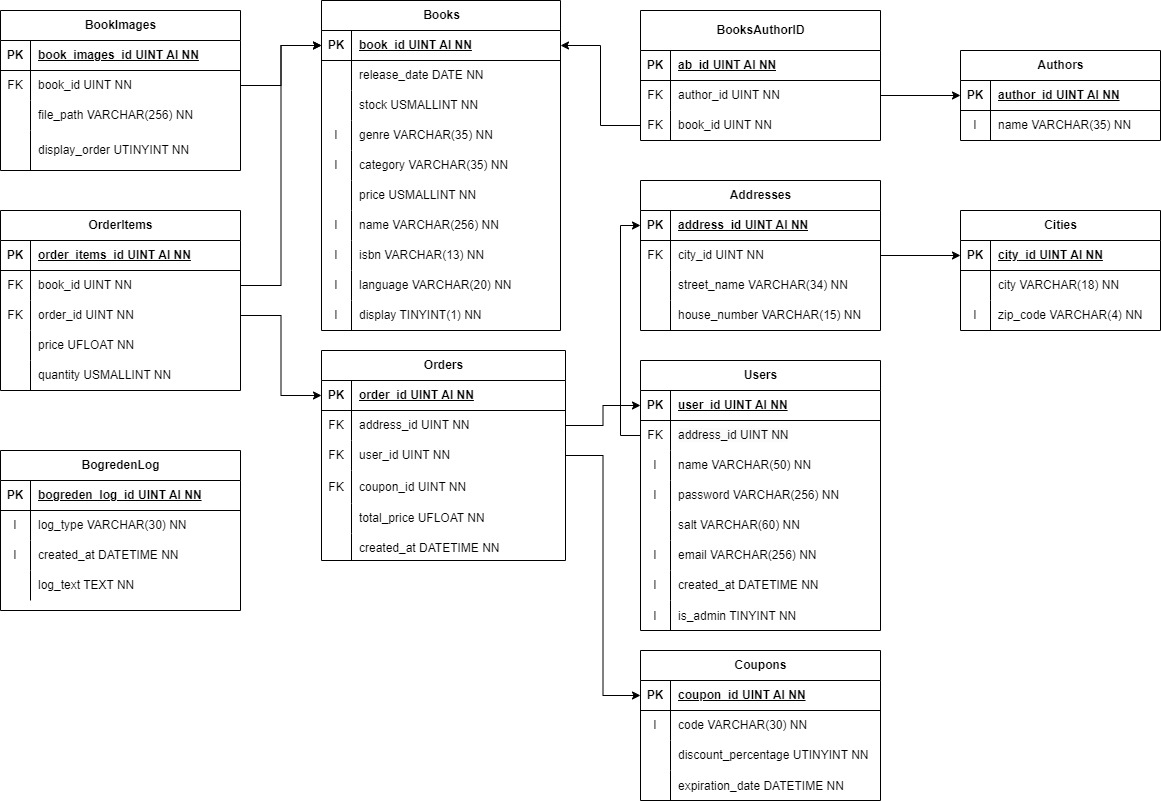 BookImages
PK book_images_id UINT AI NN
FK book_id UINT NN
file_path VARCHAR(256) NN
display_order UTINYINT NN
Books
PK book_id UINT AI NN
release_date DATE NN
stock USMALLINT NN
I genre VARCHAR(35) NN
I category VARCHAR(35) NN
price USMALLINT NN
I name VARCHAR(256) NN
I isbn VARCHAR(13) NN
I language VARCHAR(20) NN
I display TINYINT(1) NN
BooksAuthorID
PK ab_id UINT AI NN
FK author_id UINT NN
FK book_id UINT NN
Authors
PK author_id UINT AI NN
I name VARCHAR(35) NN
OrderItems
PK order_items_id UINT AI NN
FK book_id UINT NN
FK order_id UINT NN
price UFLOAT NN
quantity USMALLINT NN
Addresses
PK address_id UINT AI NN
FK city_id UINT NN
street_name VARCHAR(34) NN
house_number VARCHAR(15) NN
Cities
PK city_id UINT AI NN
city VARCHAR(18) NN
I zip_code VARCHAR(4) NN
Orders
PK order_id UINT AI NN
FK address_id UINT NN
FK user_id UINT NN
FK coupon_id UINT NN
total_price UFLOAT NN
created_at DATETIME NN
Users
PK user_id UINT AI NN
FK address_id UINT NN
I name VARCHAR(50) NN
I password VARCHAR(256) NN
salt VARCHAR(60) NN
I email VARCHAR(256) NN
I created_at DATETIME NN
I is_admin TINYINT NN
BogredenLog
PK bogreden_log_id UINT AI NN
I log_type VARCHAR(30) NN
I created_at DATETIME NN
log_text TEXT NN
Coupons
PK coupon_id UINT AI NN
I code VARCHAR(30) NN
discount_percentage UTINYINT NN
expiration_date DATETIME NN